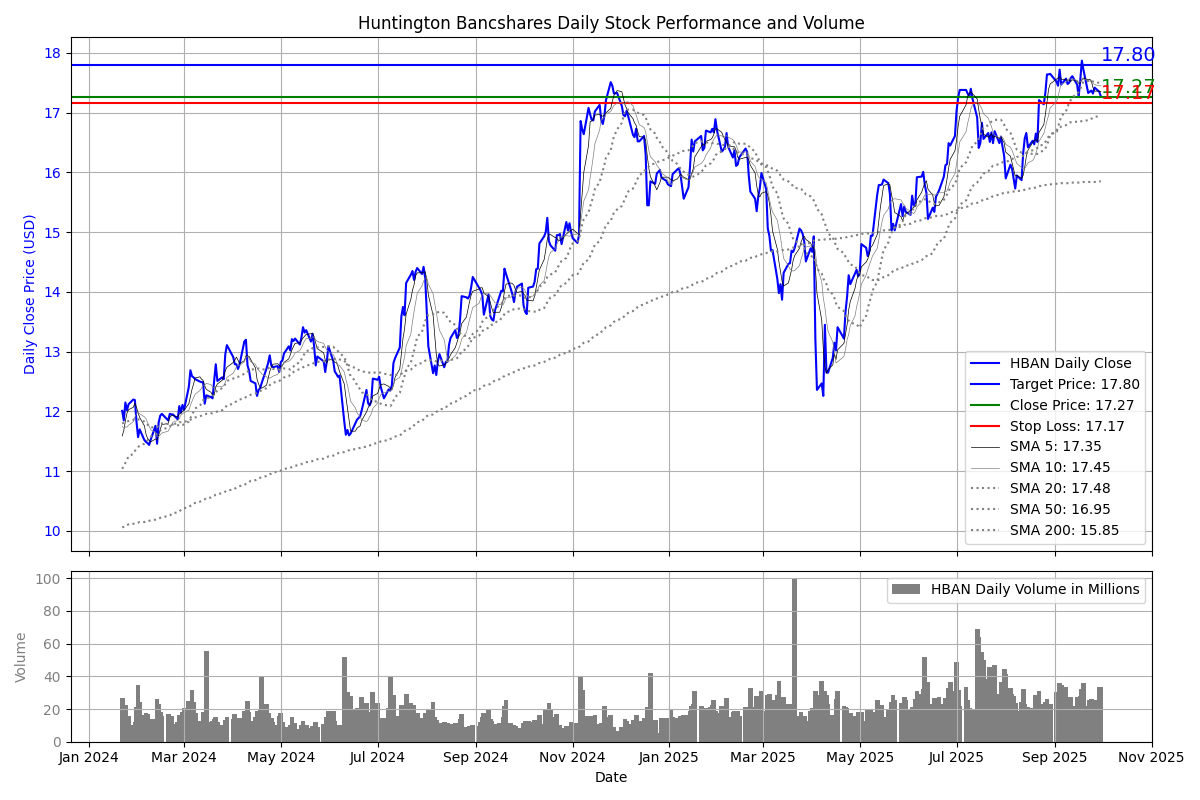 Huntington Bancshares Daily Stock Performance and Volume
Daily Close Price (USD)
18
17
16
15
14
13
12
11
10
17.80
17.27
17.17
HBAN Daily Close
Target Price: 17.80
Close Price: 17.27
Stop Loss: 17.17
SMA 5: 17.35
SMA 10: 17.45
SMA 20: 17.48
SMA 50: 16.95
SMA 200: 15.85
Volume
100
80
60
40
20
0
HBAN Daily Volume in Millions
Jan 2024 Mar 2024 May 2024 Jul 2024 Sep 2024 Nov 2024 Jan 2025 Mar 2025 May 2025 Jul 2025 Sep 2025 Nov 2025
Date